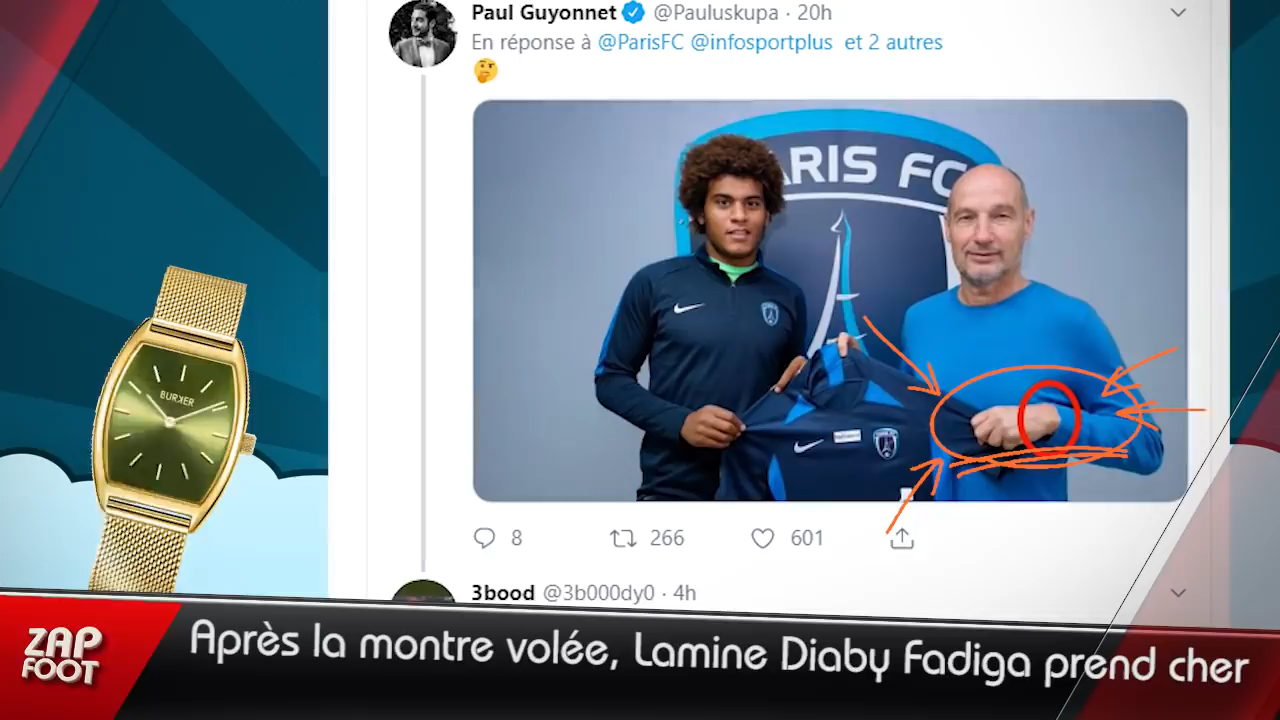 Paul Guyonnet @Pauluskupa · 20h
En réponse à @ParisFC @infosportplus et 2 autres
PARIS FC
BURKER
8 266 601
3bood @3b000dy0 · 4h
ZAP
FOOT
Après la montre volée, Lamine Diaby Fadiga prend cher